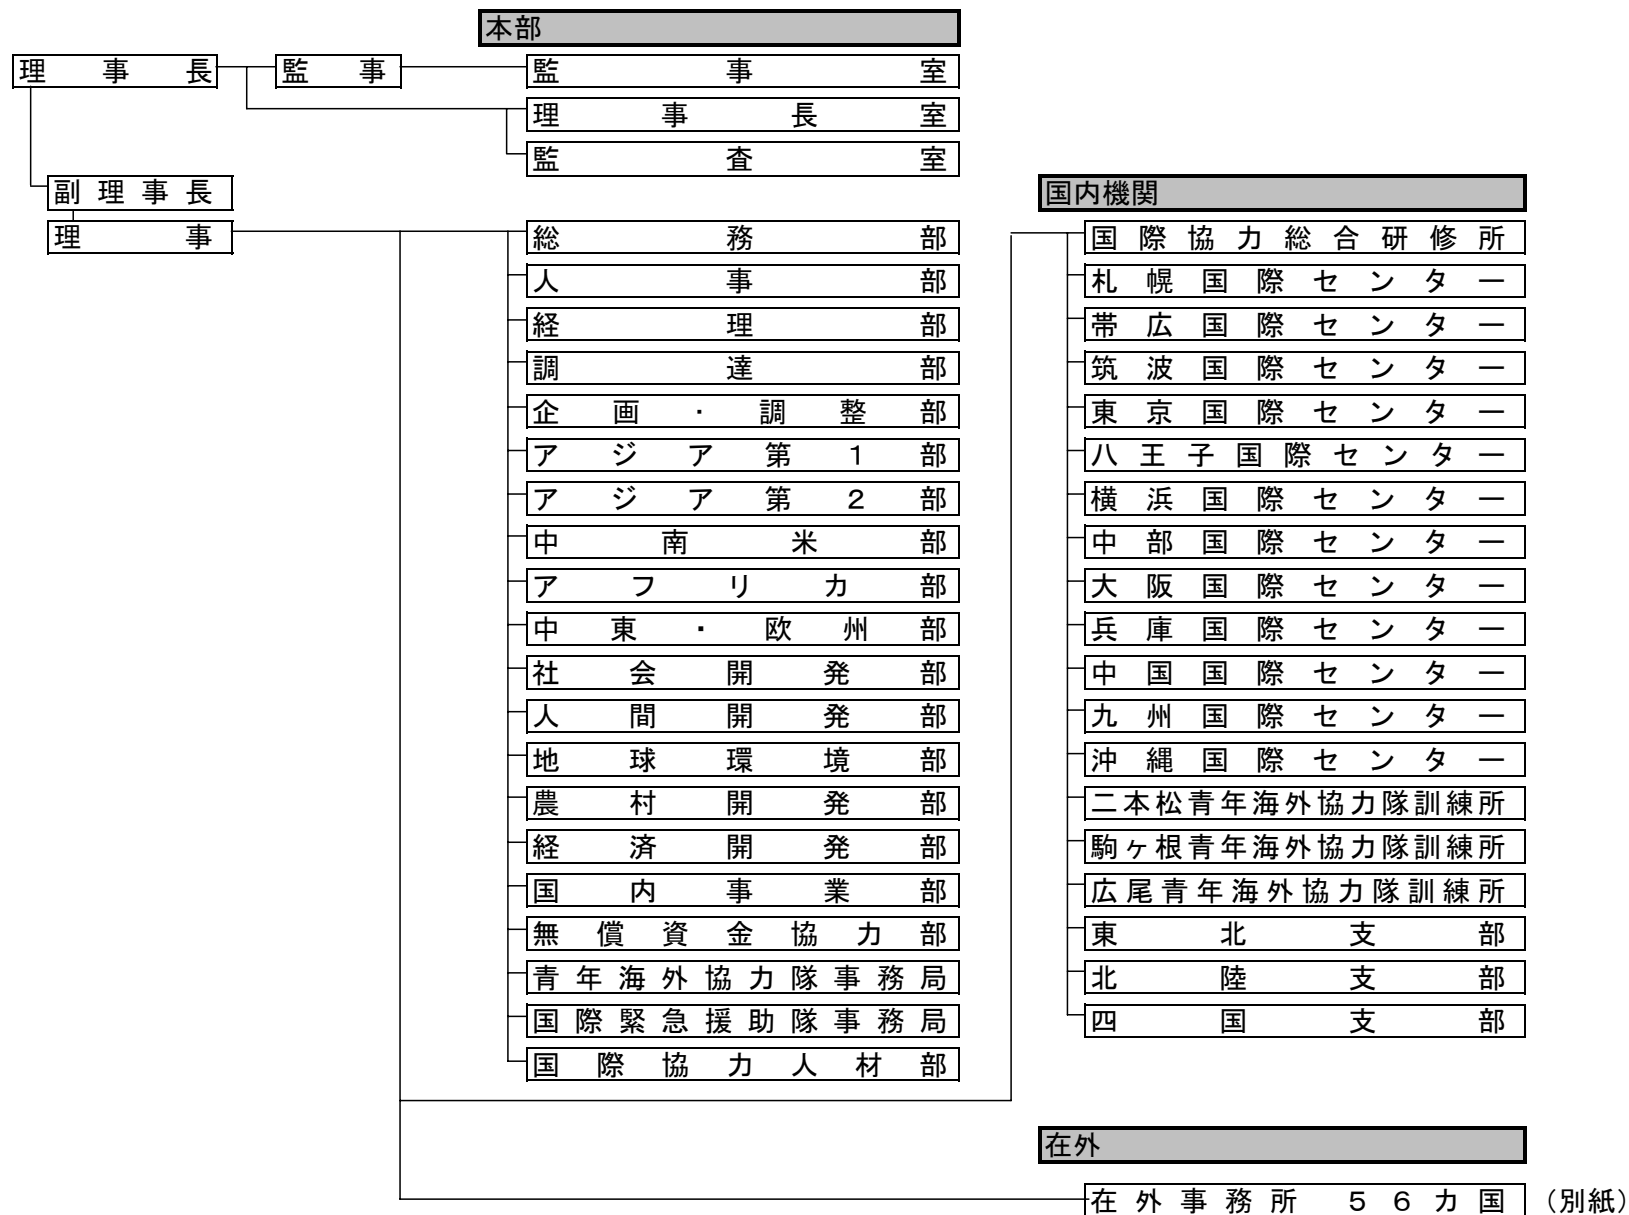 本部
理事長
監事
監事室
理事長室
監査室
副理事長
理事
総務部
人事部
経理部
調達部
企画・調整部
アジア第1部
アジア第2部
中南米部
アフリカ部
中東・欧州部
社会開発部
人間開発部
地球環境部
農村開発部
経済開発部
国内事業部
無償資金協力部
青年海外協力隊事務局
国際緊急援助隊事務局
国際協力人材部
国内機関
国際協力総合研修所
札幌国際センター
帯広国際センター
筑波国際センター
東京国際センター
八王子国際センター
横浜国際センター
中部国際センター
大阪国際センター
兵庫国際センター
中国国際センター
九州国際センター
沖縄国際センター
二本松青年海外協力隊訓練所
駒ヶ根青年海外協力隊訓練所
広尾青年海外協力隊訓練所
東北支部
北陸支部
四国支部
在外
在外事務所 56カ国 （別紙）